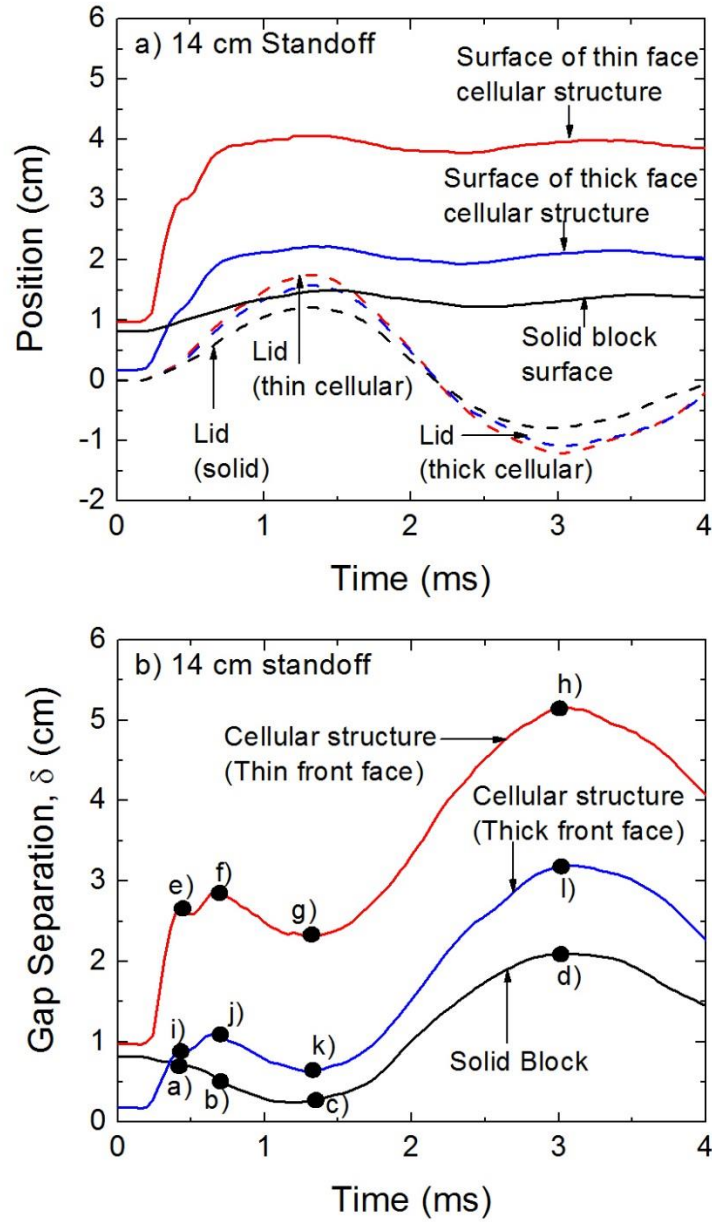 a) 14 cm Standoff
Surface of thin face
cellular structure
Surface of thick face
cellular structure
Solid block
surface
Lid
(thin cellular)
Lid
(solid)
Lid
(thick cellular)
Position (cm)
6
5
4
3
2
1
0
-1
-2
0
1
2
3
4
Time (ms)
b) 14 cm standoff
h)
Cellular structure
(Thin front face)
Cellular structure
(Thick front face)
e)
f)
g)
l)
i)
j)
k)
d)
a)
b)
c)
Solid Block
Gap Separation, δ (cm)
6
5
4
3
2
1
0
0
1
2
3
4
Time (ms)